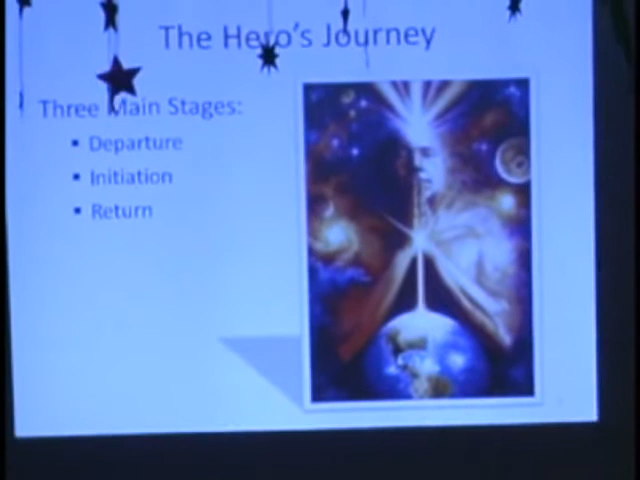 The Hero's Journey
Three Main Stages:
▪ Departure
▪ Initiation
▪ Return